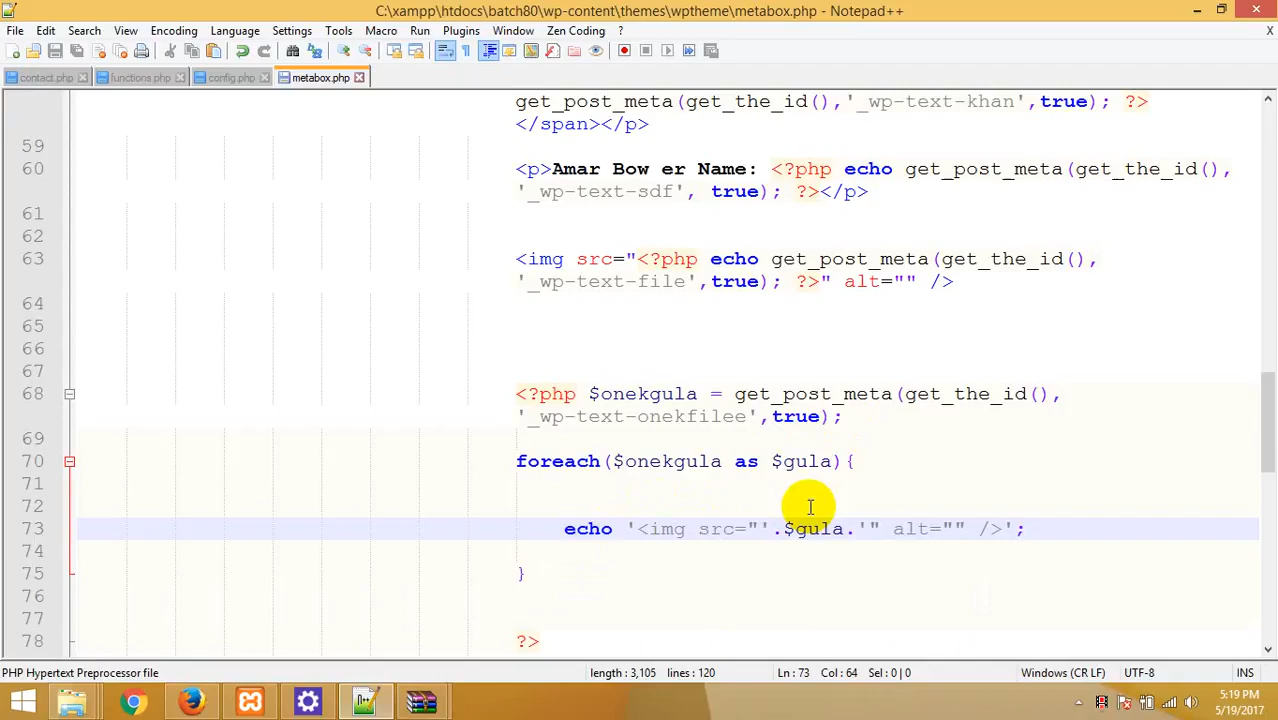 C:\xampp\htdocs\batch80\wp-content\themes\wptheme\metabox.php - Notepad++
File Edit Search View Encoding Language Settings Tools Macro Run Plugins Window Zen Coding ? X
contact.php functions.php config.php metabox.php
get_post_meta(get_the_id(),'_wp-text-khan',true); ?>
</span></p>
59
60 <p>Amar Bow er Name: <?php echo get_post_meta(get_the_id(),
'_wp-text-sdf', true); ?></p>
61
62
63 <img src="<?php echo get_post_meta(get_the_id(),
'_wp-text-file',true); ?>" alt="" />
64
65
66
67
68 <?php $onekgula = get_post_meta(get_the_id(),
'_wp-text-onekfilee',true);
69
70 foreach($onekgula as $gula){
71
72
73 echo '<img src="'.$gula.'" alt="" />';
74
75 }
76
77
78 ?>
PHP Hypertext Preprocessor file length : 3,105 lines : 120 Ln : 73 Col : 64 Sel : 0 | 0 Windows (CR LF) UTF-8 INS
5:19 PM
5/19/2017